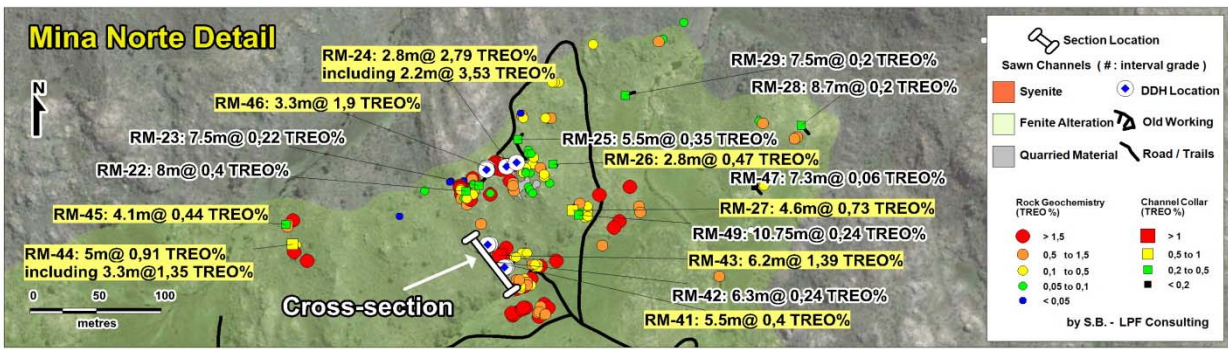 Mina Norte Detail
RM-24: 2.8m@ 2,79 TREO%
including 2.2m@ 3,53 TREO%
RM-46: 3.3m@ 1,9 TREO%
RM-23: 7.5m@ 0,22 TREO%
RM-22: 8m@ 0,4 TREO%
RM-45: 4.1m@ 0,44 TREO%
RM-44: 5m@ 0,91 TREO%
including 3.3m@1,35 TREO%
N
0 50 100
metres
Cross-section
RM-29: 7.5m@ 0,2 TREO%
RM-28: 8.7m@ 0,2 TREO%
RM-25: 5.5m@ 0,35 TREO%
RM-26: 2.8m@ 0,47 TREO%
RM-47: 7.3m@ 0,06 TREO%
RM-27: 4.6m@ 0,73 TREO%
RM-49: 10.75m@ 0,24 TREO%
RM-43: 6.2m@ 1,39 TREO%
RM-42: 6.3m@ 0,24 TREO%
RM-41: 5.5m@ 0,4 TREO%
Section Location
Sawn Channels ( # : interval grade )
Syenite
DDH Location
Fenite Alteration
Old Working
Quarried Material
Road / Trails
Rock Geochemistry
(TREO %)
> 1,5
0,5 to 1,5
0,1 to 0,5
0,05 to 0,1
< 0,05
Channel Collar
(TREO %)
> 1
0,5 to 1
0,2 to 0,5
< 0,2
by S.B. - LPF Consulting